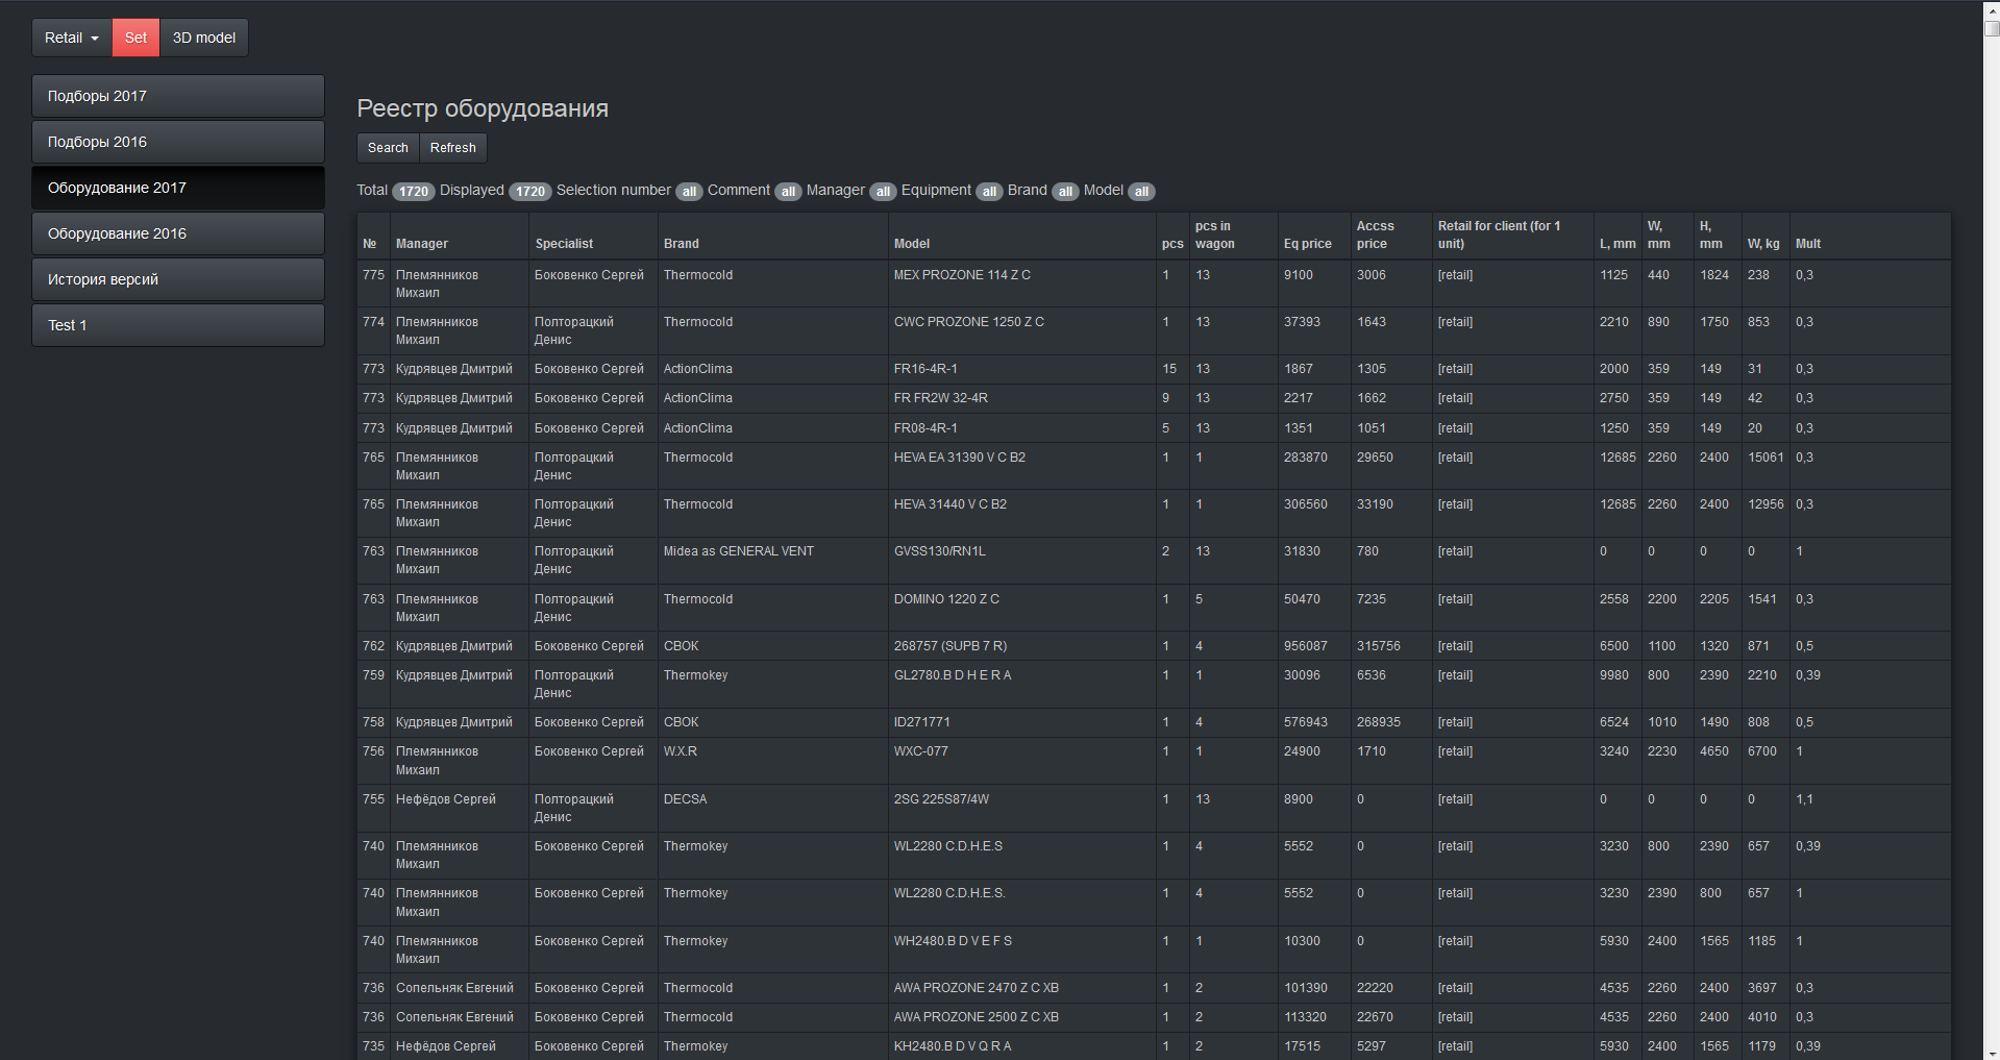 Retail Set 3D model
Подборы 2017
Подборы 2016
Оборудование 2017
Оборудование 2016
История версий
Test 1
Реестр оборудования
Search Refresh
Total 1720 Displayed 1720 Selection number all Comment all Manager all Equipment all Brand all Model all
№ Manager Specialist Brand Model pcs pcs in wagon Eq price Accss price Retail for client (for 1 unit) L, mm W, mm H, mm W, kg Mult
775 Племянников Михаил Боковенко Сергей Thermocold MEX PROZONE 114 Z C 1 13 9100 3006 [retail] 1125 440 1824 238 0,3
774 Племянников Михаил Полторацкий Денис Thermocold CWC PROZONE 1250 Z C 1 13 37393 1643 [retail] 2210 890 1750 853 0,3
773 Кудрявцев Дмитрий Боковенко Сергей ActionClima FR16-4R-1 15 13 1867 1305 [retail] 2000 359 149 31 0,3
773 Кудрявцев Дмитрий Боковенко Сергей ActionClima FR FR2W 32-4R 9 13 2217 1662 [retail] 2750 359 149 42 0,3
773 Кудрявцев Дмитрий Боковенко Сергей ActionClima FR08-4R-1 5 13 1351 1051 [retail] 1250 359 149 20 0,3
765 Племянников Михаил Полторацкий Денис Thermocold HEVA EA 31390 V C B2 1 1 283870 29650 [retail] 12685 2260 2400 15061 0,3
765 Племянников Михаил Полторацкий Денис Thermocold HEVA 31440 V C B2 1 1 306560 33190 [retail] 12685 2260 2400 12956 0,3
763 Племянников Михаил Полторацкий Денис Midea as GENERAL VENT GVSS130/RN1L 2 13 31830 780 [retail] 0 0 0 0 1
763 Племянников Михаил Полторацкий Денис Thermocold DOMINO 1220 Z C 1 5 50470 7235 [retail] 2558 2200 2205 1541 0,3
762 Кудрявцев Дмитрий Боковенко Сергей СВОК 268757 (SUPB 7 R) 1 4 956087 315756 [retail] 6500 1100 1320 871 0,5
759 Кудрявцев Дмитрий Полторацкий Денис Thermokey GL2780.B D H E R A 1 1 30096 6536 [retail] 9980 800 2390 2210 0,39
758 Кудрявцев Дмитрий Боковенко Сергей СВОК ID271771 1 4 576943 268935 [retail] 6524 1010 1490 808 0,5
756 Племянников Михаил Боковенко Сергей W.X.R WXC-077 1 1 24900 1710 [retail] 3240 2230 4650 6700 1
755 Нефёдов Сергей Полторацкий Денис DECSA 2SG 225S87/4W 1 13 8900 0 [retail] 0 0 0 0 1,1
740 Племянников Михаил Боковенко Сергей Thermokey WL2280 C.D.H.E.S 1 4 5552 0 [retail] 3230 800 2390 657 0,39
740 Племянников Михаил Боковенко Сергей Thermokey WL2280 C.D.H.E.S. 1 4 5552 0 [retail] 3230 2390 800 657 1
740 Племянников Михаил Боковенко Сергей Thermokey WH2480.B D V E F S 1 1 10300 0 [retail] 5930 2400 1565 1185 1
736 Сопельняк Евгений Боковенко Сергей Thermocold AWA PROZONE 2470 Z C XB 1 2 101390 22220 [retail] 4535 2260 2400 3697 0,3
736 Сопельняк Евгений Боковенко Сергей Thermocold AWA PROZONE 2500 Z C XB 1 2 113320 22670 [retail] 4535 2260 2400 4010 0,3
735 Нефёдов Сергей Боковенко Сергей Thermokey KH2480.B D V Q R A 1 2 17515 5297 [retail] 5930 2400 1565 1179 0,39